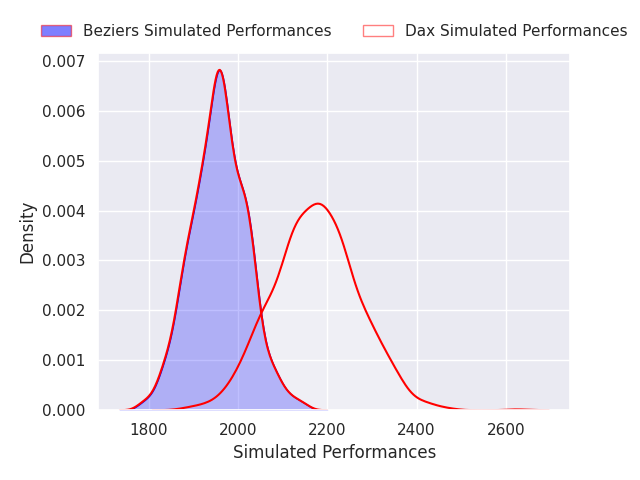 Beziers Simulated Performances
Dax Simulated Performances
0.007
0.006
0.005
0.004
0.003
0.002
0.001
0.000
Density
1800 2000 2200 2400 2600
Simulated Performances